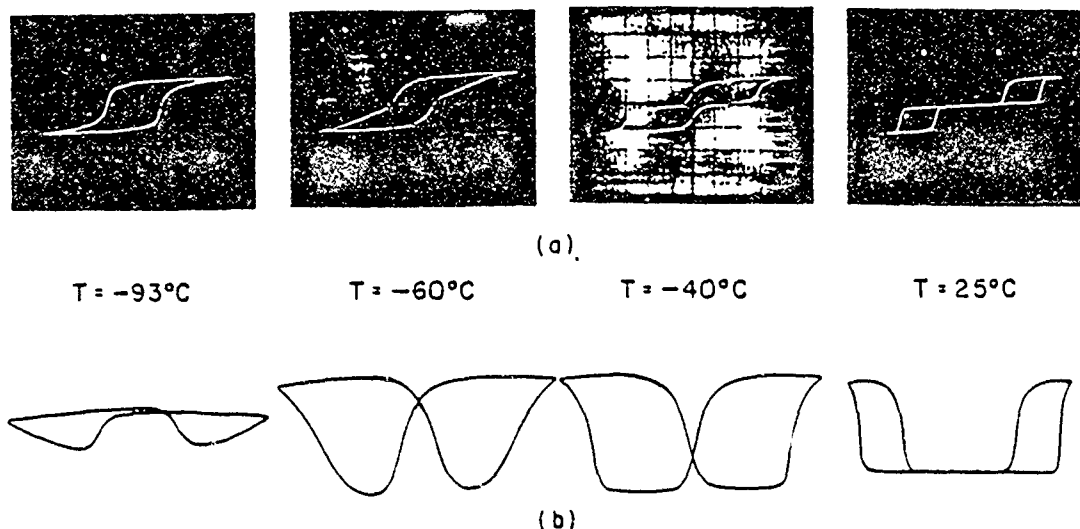 (a).
T = -93°C T = -60°C T = -40°C T = 25°C
(b)